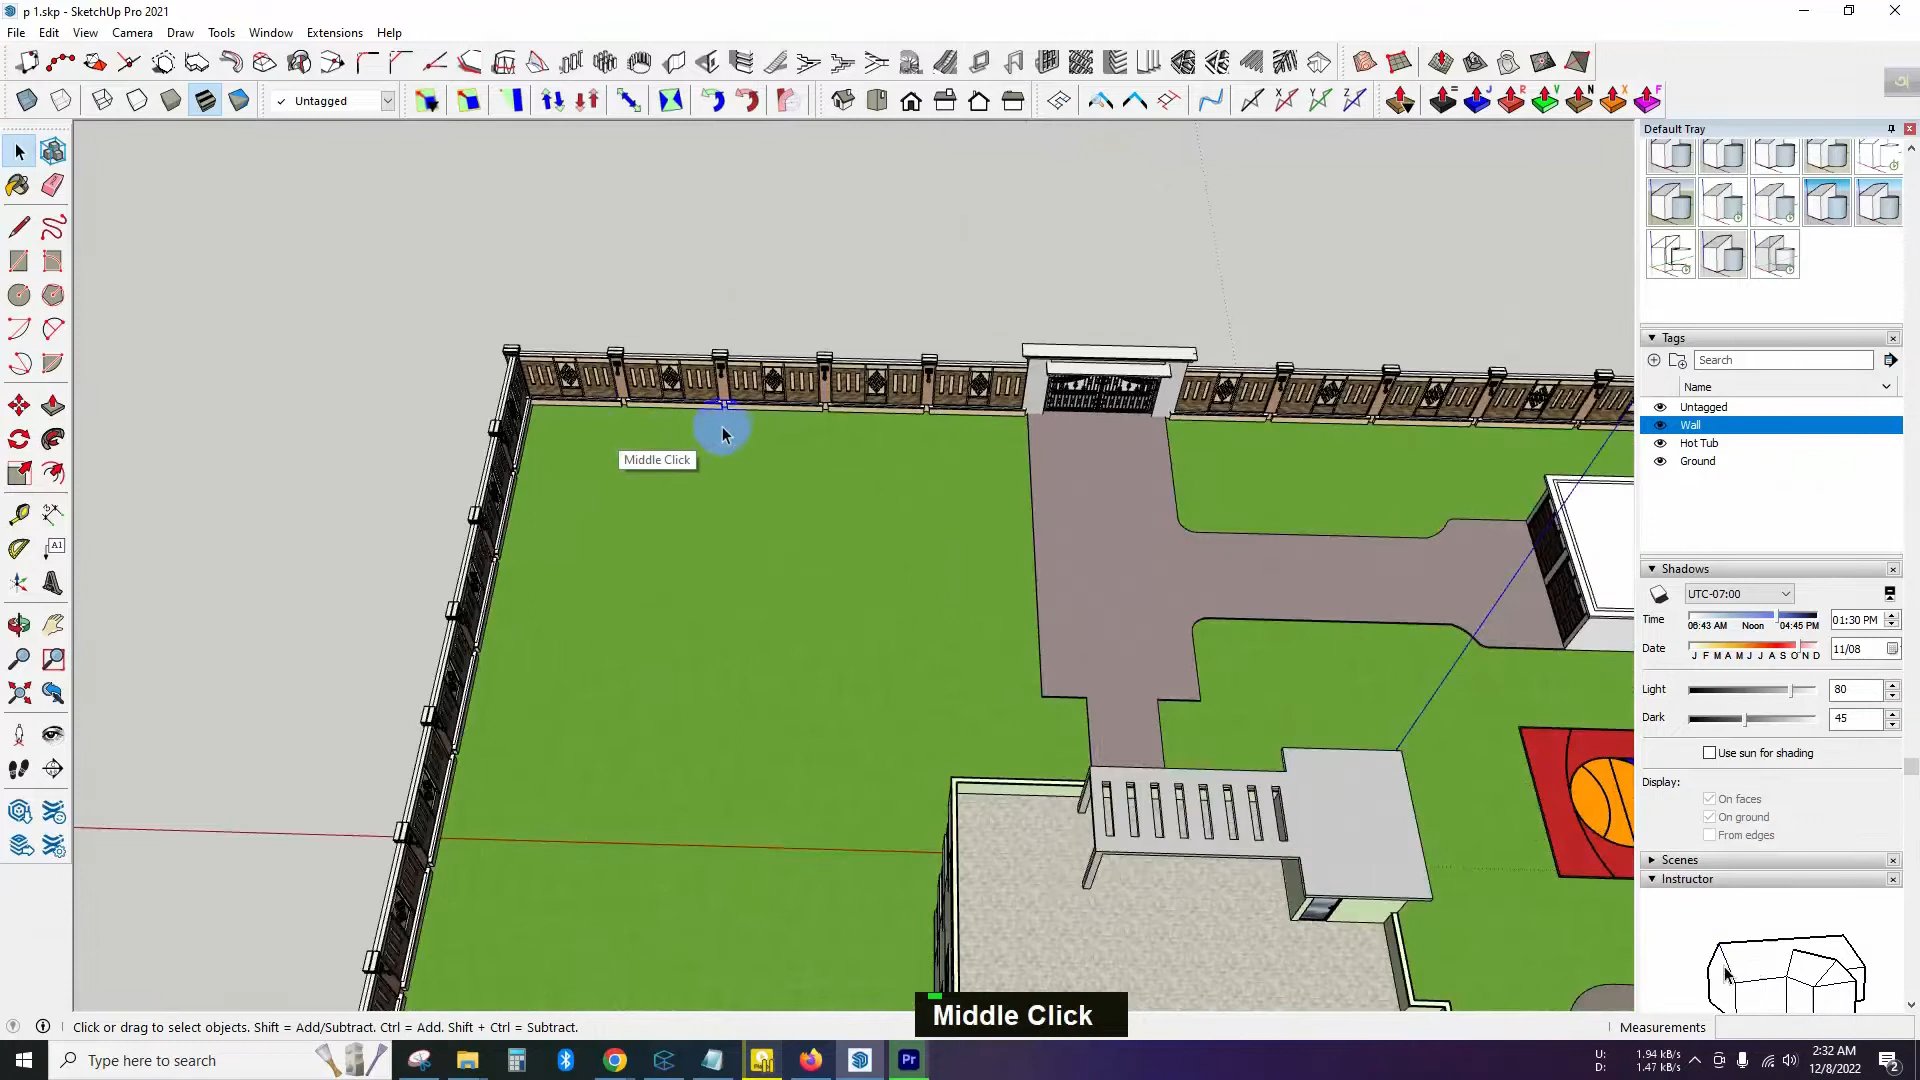 p 1.skp - SketchUp Pro 2021
File Edit View Camera Draw Tools Window Extensions Help
Untagged
= J R V N X F
X Y Z
A1
Default Tray
Tags
Search
Name
Untagged
Wall
Hot Tub
Ground
Shadows
UTC-07:00
Time
06:43 AM Noon 04:45 PM
01:30 PM
Date
J F M A M J J A S O N D
11/08
Light
80
Dark
45
Use sun for shading
Display:
On faces
On ground
From edges
Scenes
Instructor
Middle Click
Middle Click
Click or drag to select objects. Shift = Add/Subtract. Ctrl = Add. Shift + Ctrl = Subtract.
Measurements
Type here to search
Pr
U: 1.94 kB/s
D: 1.47 kB/s
2:32 AM
12/8/2022
2